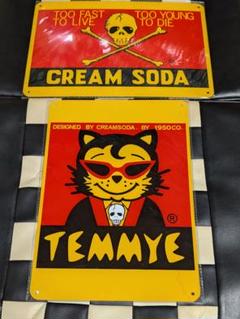 TOO FAST TOO YOUNG
TO LIVE TO DIE
CREAM SODA
DESIGNED BY CREAMSODA. BY 1950CO.
®
TEMMYE